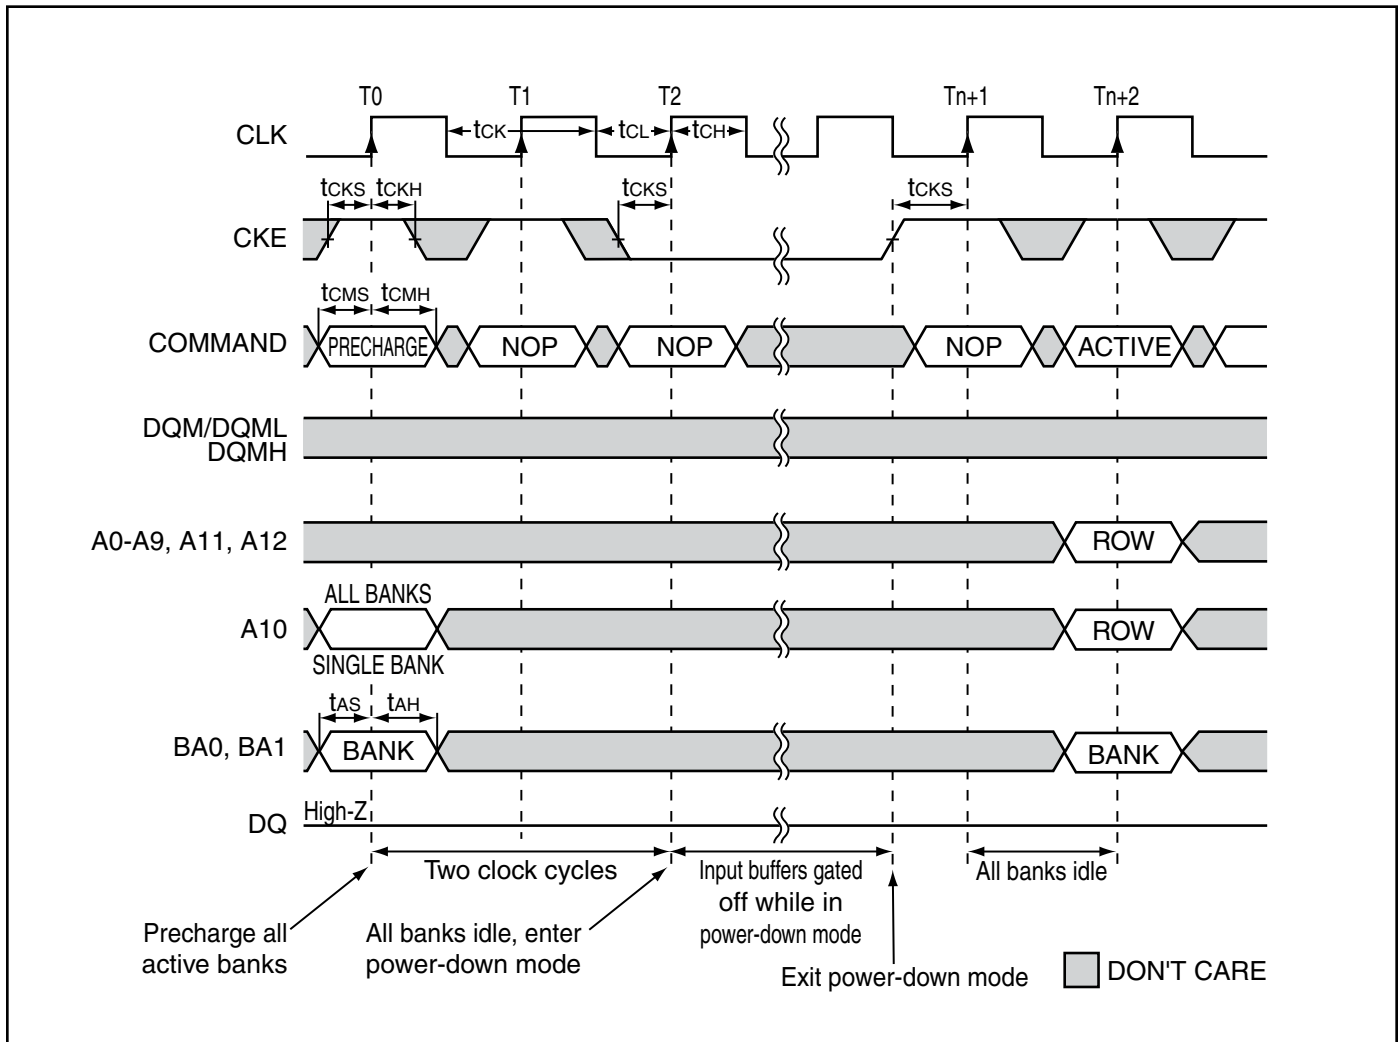 T0 T1 T2 Tn+1 Tn+2
CLK tCK tCL tCH
tCKS tCKH tCKS tCKS
CKE
tCMS tCMH
COMMAND PRECHARGE NOP NOP NOP ACTIVE
DQM/DQML
DQMH
A0-A9, A11, A12 ROW
ALL BANKS
A10 ROW
SINGLE BANK
tAS tAH
BA0, BA1 BANK BANK
DQ High-Z
Two clock cycles
Input buffers gated
off while in
power-down mode
All banks idle
Precharge all
active banks
All banks idle, enter
power-down mode
Exit power-down mode
DON'T CARE